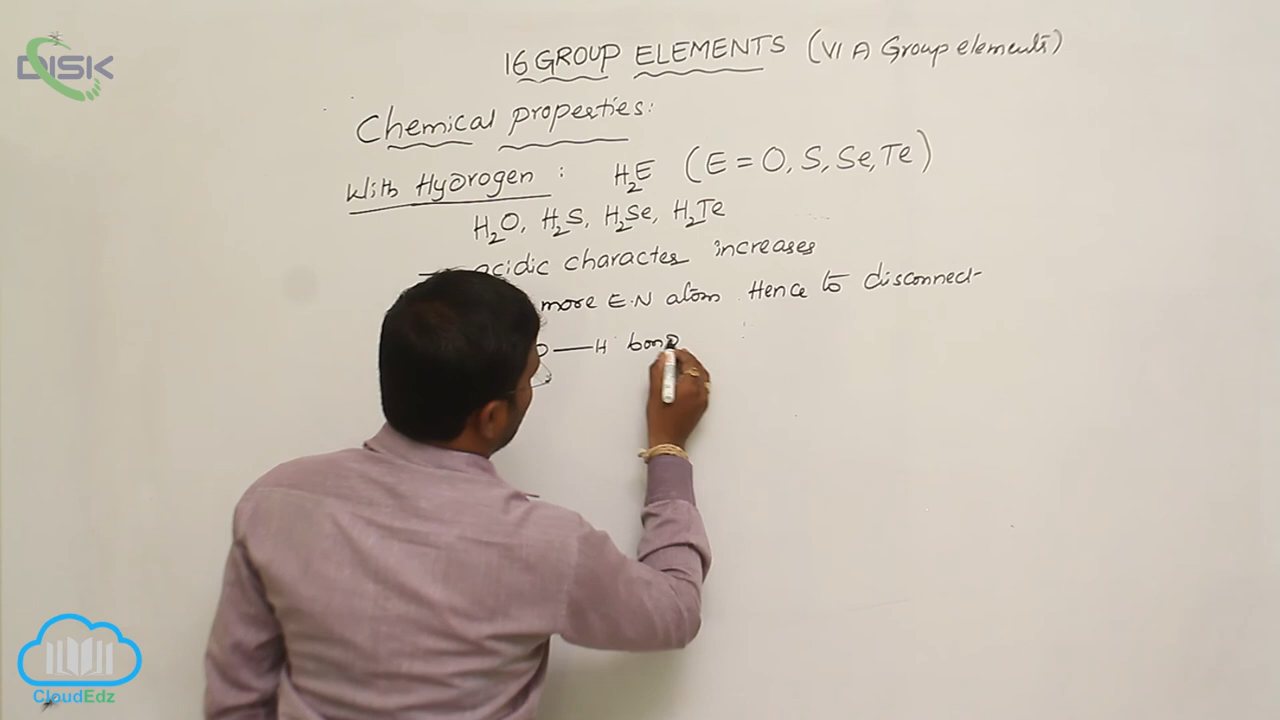 DISK
16 GROUP ELEMENTS (VI A Group elements)
Chemical properties:
With Hydrogen : H2E (E = O, S, Se, Te)
H2O, H2S, H2Se, H2Te
acidic character increases
more E.N atom Hence to disconnect
O—H bond
CloudEdz